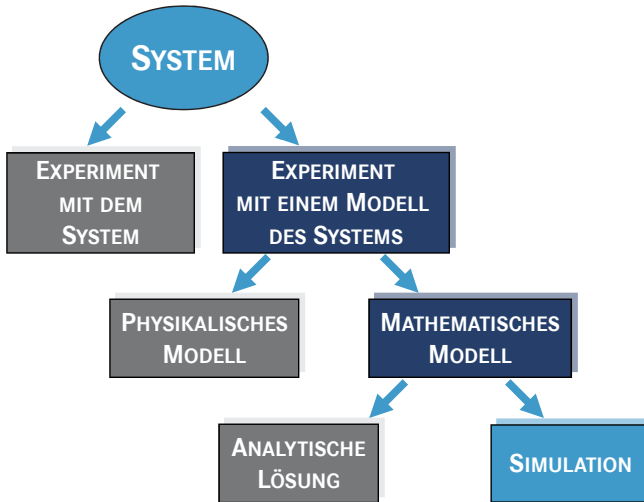 SYSTEM
EXPERIMENT
MIT DEM
SYSTEM
EXPERIMENT
MIT EINEM MODELL
DES SYSTEMS
PHYSIKALISCHES
MODELL
MATHEMATISCHES
MODELL
ANALYTISCHE
LÖSUNG
SIMULATION